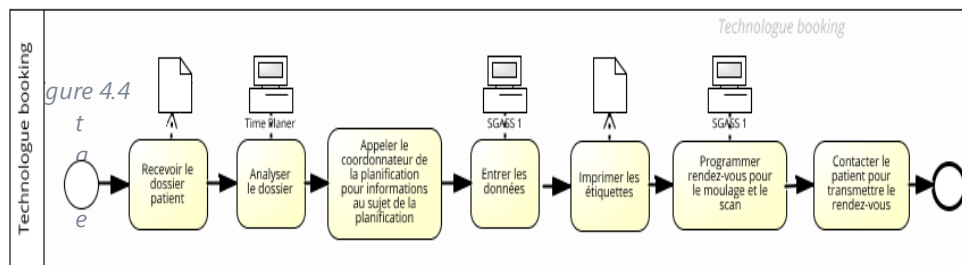 Technologue booking
Technologue booking
igure 4.4
t
a
e
Time Planer
SGASS 1
SGASS 1
Recevoir le
dossier
patient
Analyser
le dossier
Appeler le
coordonnateur de
la planification
pour informations
au sujet de la
planification
Entrer les
données
Imprimer les
étiquettes
Programmer
rendez-vous pour
le moulage et le
scan
Contacter le
patient pour
transmettre le
rendez-vous